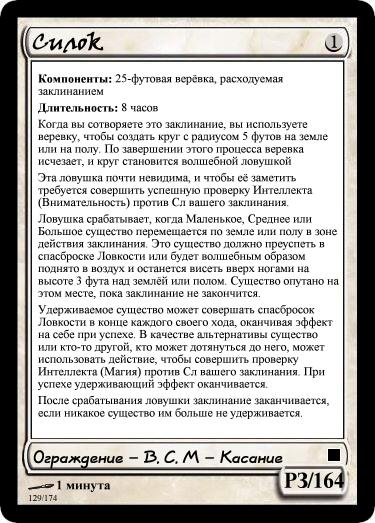 Силок
1
Компоненты: 25-футовая верёвка, расходуемая
заклинанием
Длительность: 8 часов
Когда вы сотворяете это заклинание, вы используете
веревку, чтобы создать круг с радиусом 5 футов на земле
или на полу. По завершении этого процесса веревка
исчезает, и круг становится волшебной ловушкой
Эта ловушка почти невидима, и чтобы её заметить
требуется совершить успешную проверку Интеллекта
(Внимательность) против Сл вашего заклинания.
Ловушка срабатывает, когда Маленькое, Среднее или
Большое существо перемещается по земле или полу в зоне
действия заклинания. Это существо должно преуспеть в
спасброске Ловкости или будет волшебным образом
поднято в воздух и останется висеть вверх ногами на
высоте 3 фута над землёй или полом. Существо опутано на
этом месте, пока заклинание не закончится.
Удерживаемое существо может совершать спасбросок
Ловкости в конце каждого своего хода, оканчивая эффект
на себе при успехе. В качестве альтернативы существо
или кто-то другой, кто может дотянуться до него, может
использовать действие, чтобы совершить проверку
Интеллекта (Магия) против Сл вашего заклинания. При
успехе удерживающий эффект оканчивается.
После срабатывания ловушки заклинание заканчивается,
если никакое существо им больше не удерживается.
Ограждение – В, С, М – Касание
1 минута
РЗ/164
129/174